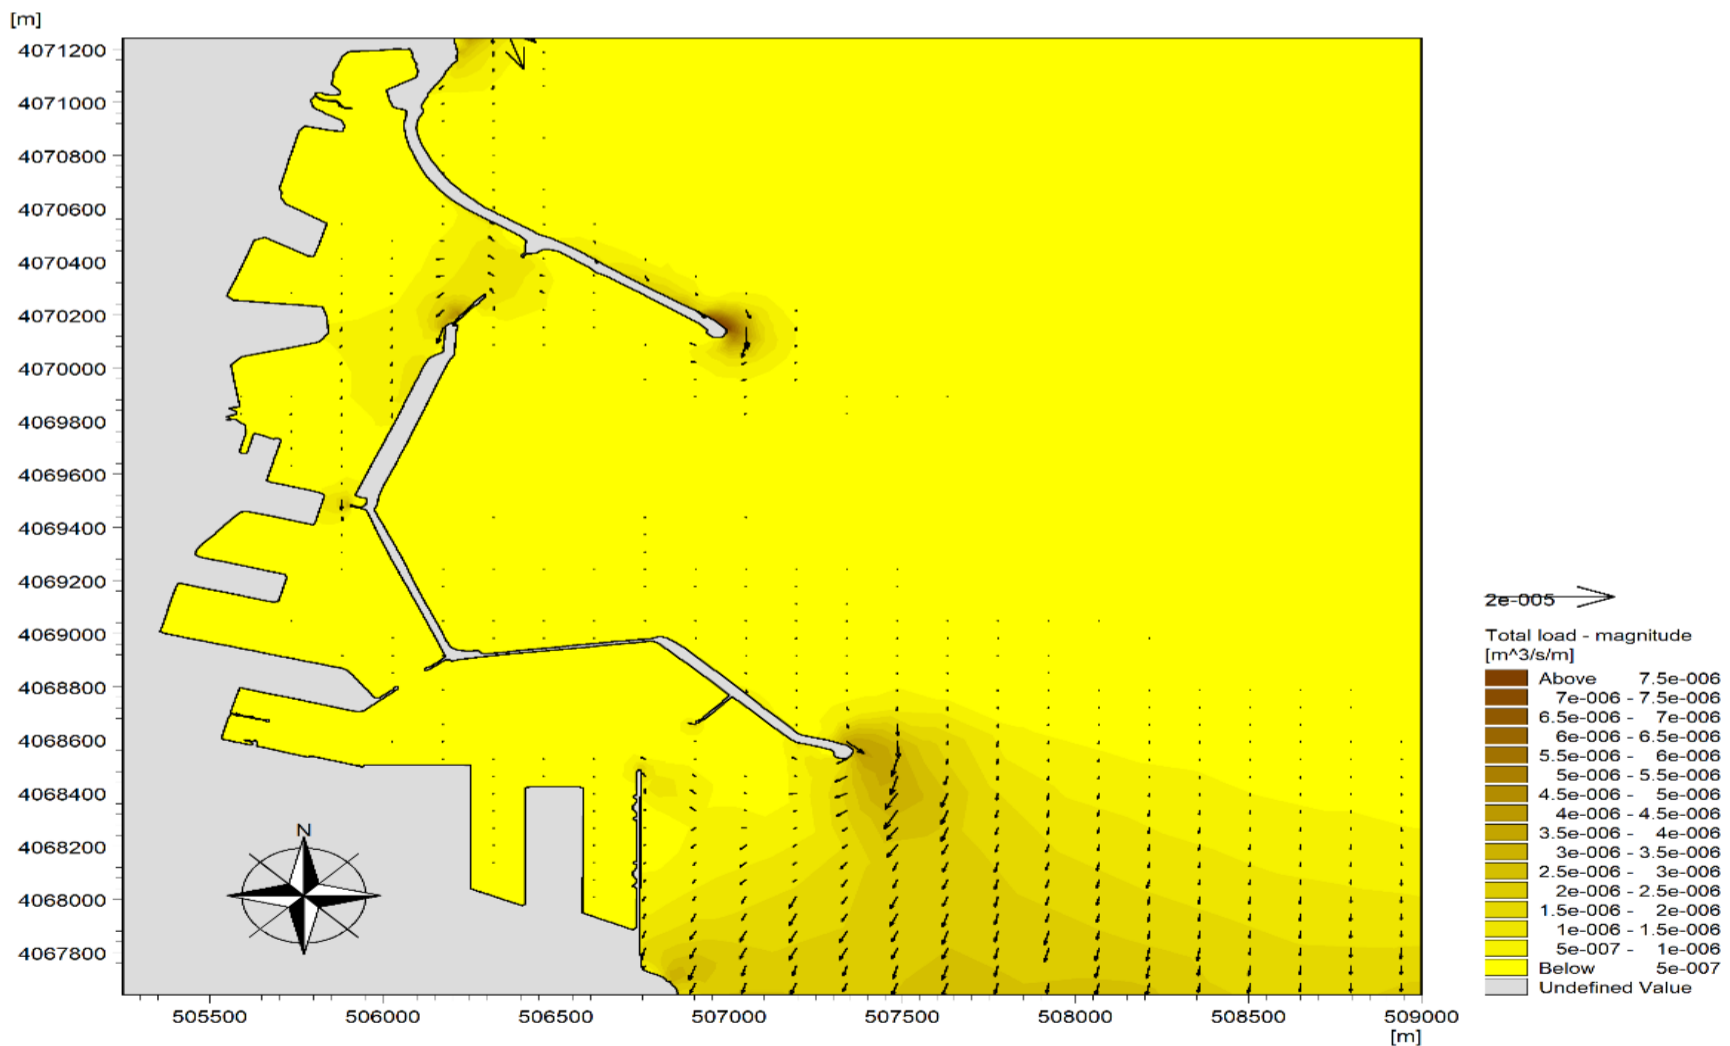 [m]
4071200
4071000
4070800
4070600
4070400
4070200
4070000
4069800
4069600
4069400
4069200
4069000
4068800
4068600
4068400
4068200
4068000
4067800
N
505500 506000 506500 507000 507500 508000 508500 509000
[m]
2e-005
Total load - magnitude
[m^3/s/m]
Above 7.5e-006
7e-006 - 7.5e-006
6.5e-006 - 7e-006
6e-006 - 6.5e-006
5.5e-006 - 6e-006
5e-006 - 5.5e-006
4.5e-006 - 5e-006
4e-006 - 4.5e-006
3.5e-006 - 4e-006
3e-006 - 3.5e-006
2.5e-006 - 3e-006
2e-006 - 2.5e-006
1.5e-006 - 2e-006
1e-006 - 1.5e-006
5e-007 - 1e-006
Below 5e-007
Undefined Value